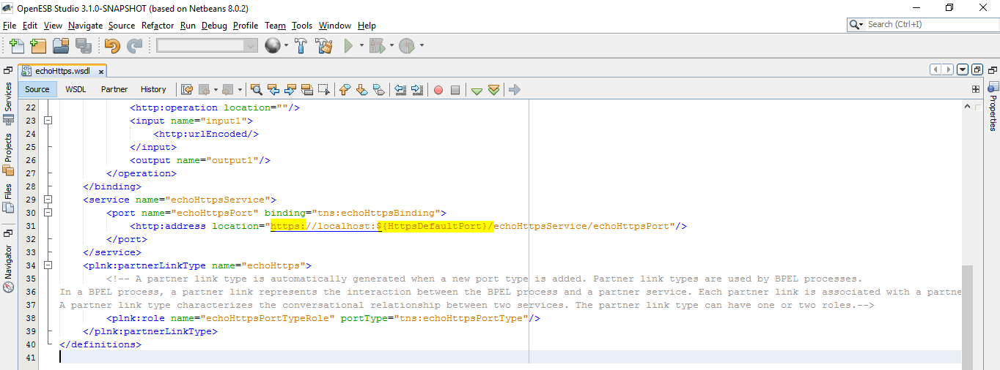 OpenESB Studio 3.1.0-SNAPSHOT (based on Netbeans 8.0.2)
File Edit View Navigate Source Refactor Run Debug Profile Team Tools Window Help
Search (Ctrl+I)
echoHttps.wsdl
Source WSDL Partner History
Services
Projects
Files
Navigator
Properties
22 <http:operation location=""/>
23 <input name="input1">
24 <http:urlEncoded/>
25 </input>
26 <output name="output1"/>
27 </operation>
28 </binding>
29 <service name="echoHttpsService">
30 <port name="echoHttpsPort" binding="tns:echoHttpsBinding">
31 <http:address location="https://localhost:${HttpsDefaultPort}/echoHttpsService/echoHttpsPort"/>
32 </port>
33 </service>
34 <plnk:partnerLinkType name="echoHttps">
35 <!-- A partner link type is automatically generated when a new port type is added. Partner link types are used by BPEL processes.
36 In a BPEL process, a partner link represents the interaction between the BPEL process and a partner service. Each partner link is associated with a partne
37 A partner link type characterizes the conversational relationship between two services. The partner link type can have one or two roles.-->
38 <plnk:role name="echoHttpsPortTypeRole" portType="tns:echoHttpsPortType"/>
39 </plnk:partnerLinkType>
40 </definitions>
41